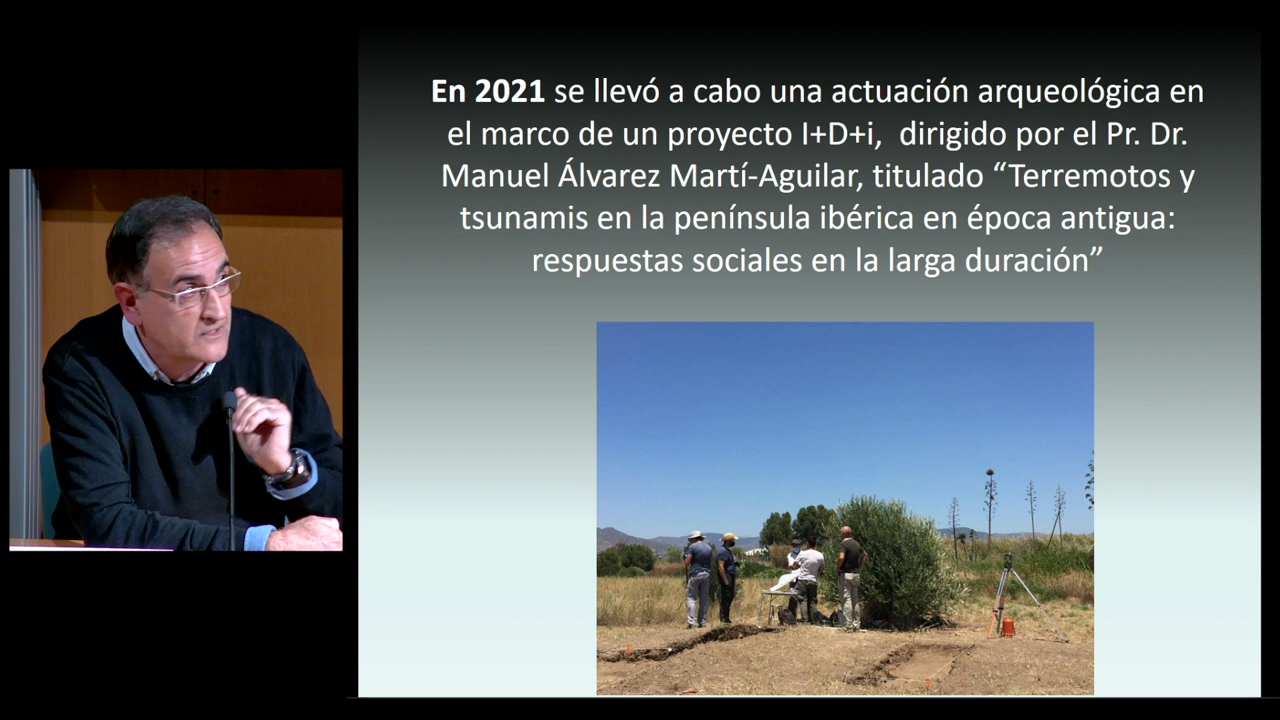 En 2021 se llevó a cabo una actuación arqueológica en
el marco de un proyecto I+D+i, dirigido por el Pr. Dr.
Manuel Álvarez Martí-Aguilar, titulado “Terremotos y
tsunamis en la península ibérica en época antigua:
respuestas sociales en la larga duración”